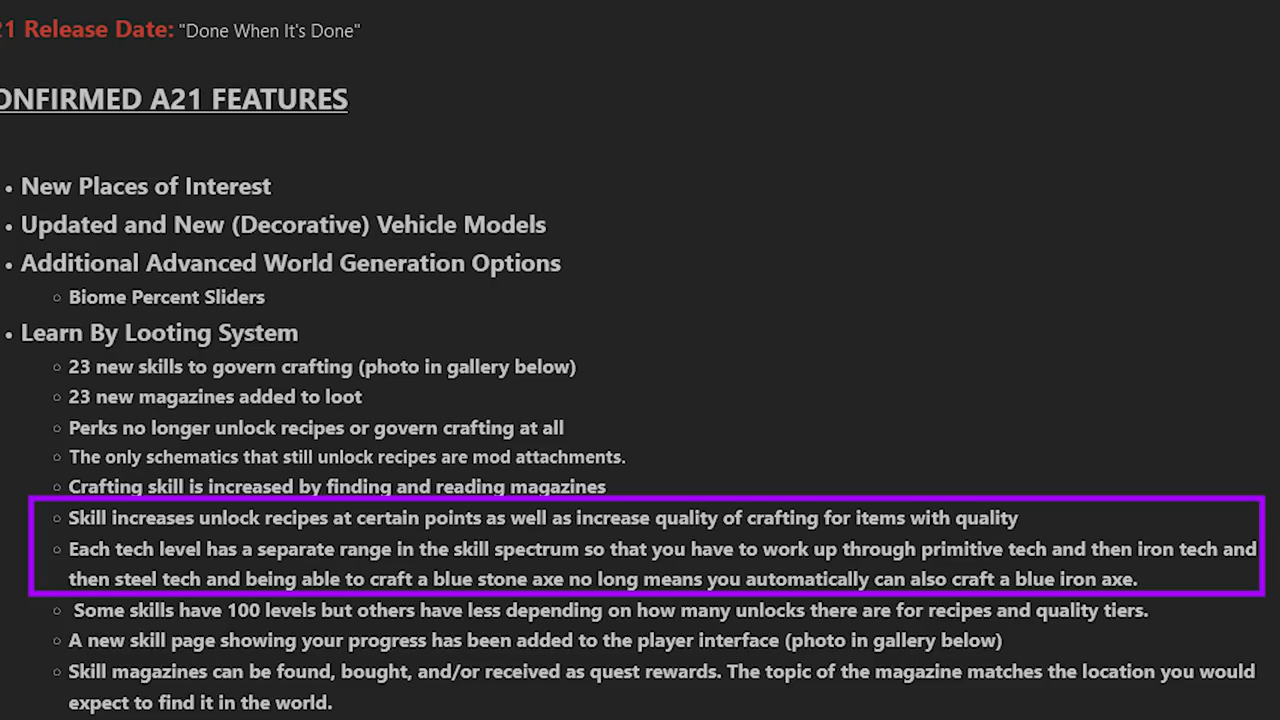 21 Release Date: "Done When It's Done"
ONFIRMED A21 FEATURES
• New Places of Interest
• Updated and New (Decorative) Vehicle Models
• Additional Advanced World Generation Options
○ Biome Percent Sliders
• Learn By Looting System
○ 23 new skills to govern crafting (photo in gallery below)
○ 23 new magazines added to loot
○ Perks no longer unlock recipes or govern crafting at all
○ The only schematics that still unlock recipes are mod attachments.
○ Crafting skill is increased by finding and reading magazines
○ Skill increases unlock recipes at certain points as well as increase quality of crafting for items with quality
○ Each tech level has a separate range in the skill spectrum so that you have to work up through primitive tech and then iron tech and
then steel tech and being able to craft a blue stone axe no long means you automatically can also craft a blue iron axe.
○ Some skills have 100 levels but others have less depending on how many unlocks there are for recipes and quality tiers.
○ A new skill page showing your progress has been added to the player interface (photo in gallery below)
○ Skill magazines can be found, bought, and/or received as quest rewards. The topic of the magazine matches the location you would
expect to find it in the world.